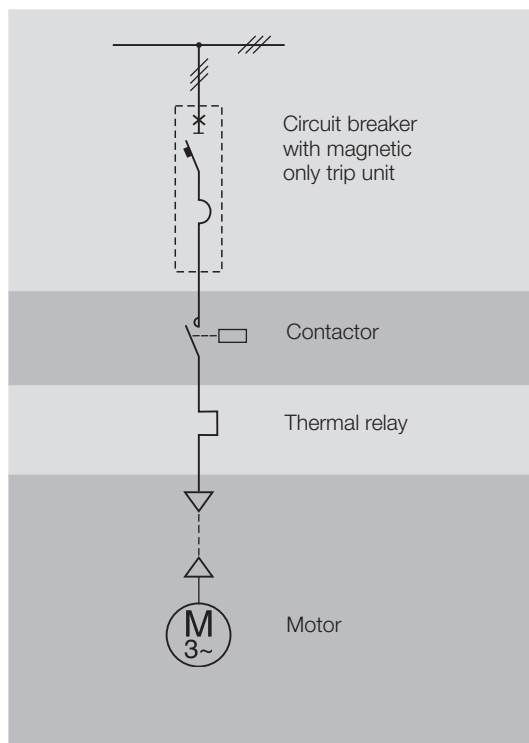 Circuit breaker
with magnetic
only trip unit
Contactor
Thermal relay
M
3~
Motor